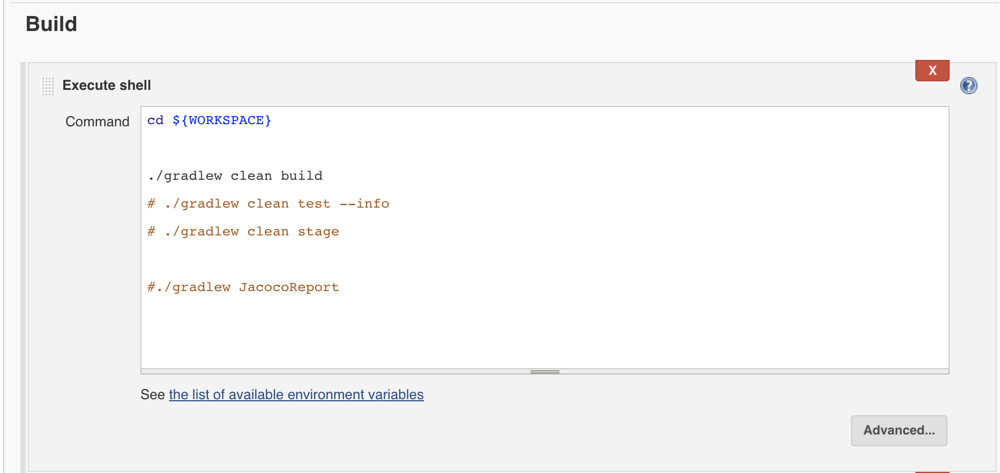 Build
X
Execute shell
?
Command
cd ${WORKSPACE}
./gradlew clean build
# ./gradlew clean test --info
# ./gradlew clean stage
#./gradlew JacocoReport
See the list of available environment variables
Advanced...